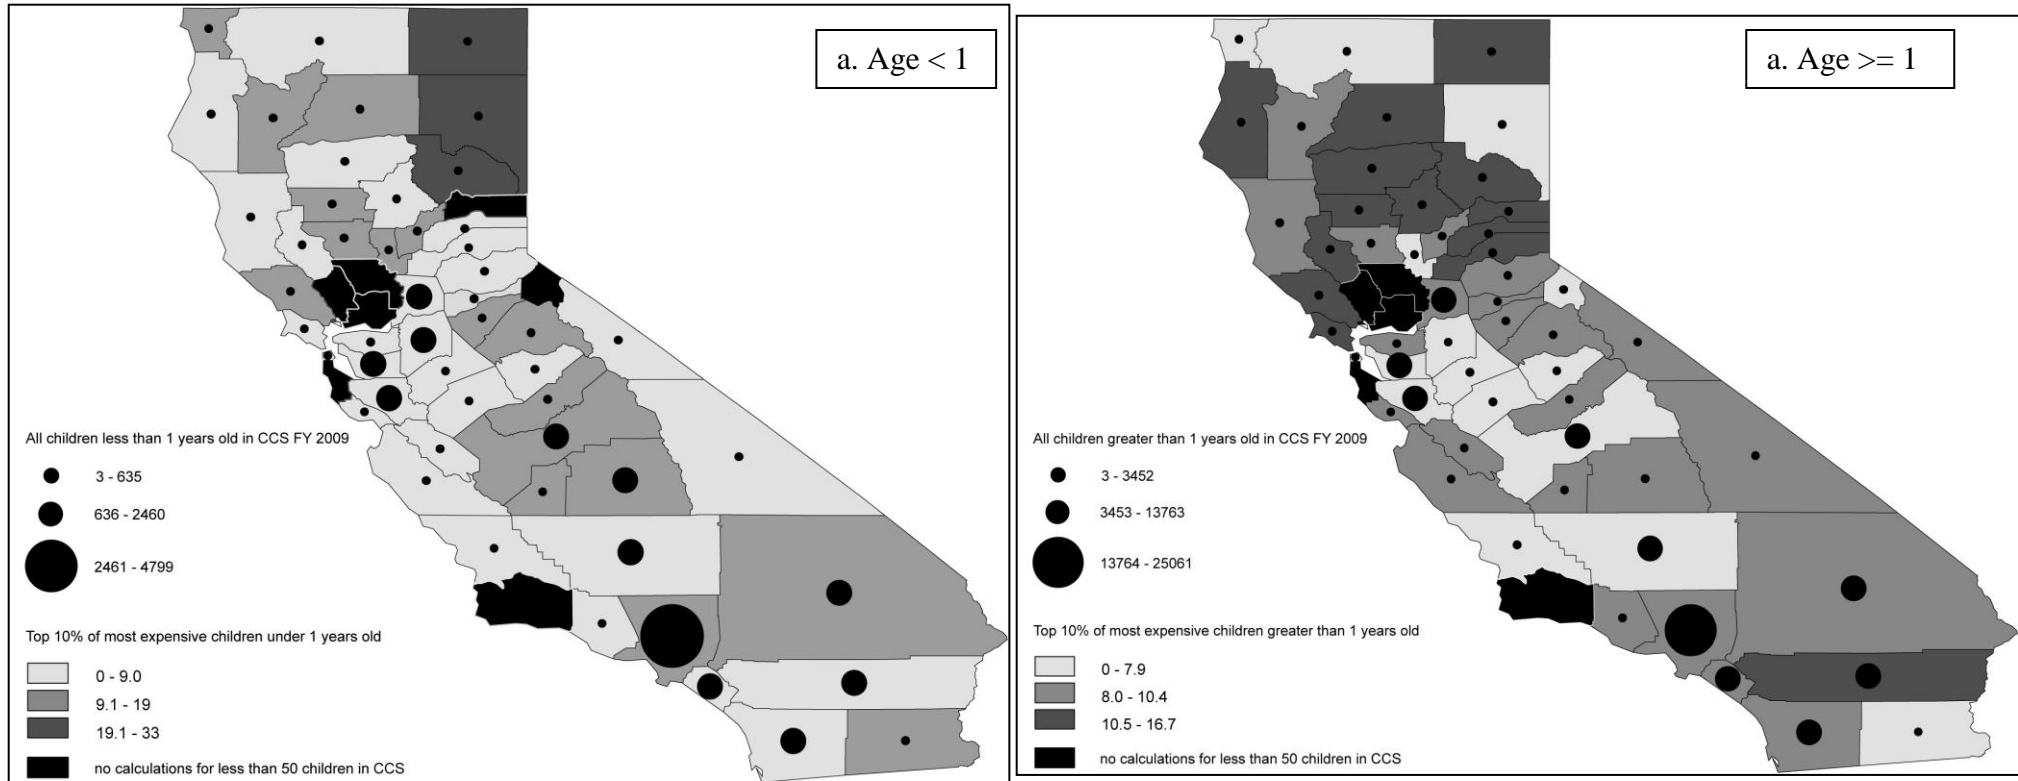 a. Age < 1
All children less than 1 years old in CCS FY 2009
3 - 635
636 - 2460
2461 - 4799
Top 10% of most expensive children under 1 years old
0 - 9.0
9.1 - 19
19.1 - 33
no calculations for less than 50 children in CCS
a. Age >= 1
All children greater than 1 years old in CCS FY 2009
3 - 3452
3453 - 13763
13764 - 25061
Top 10% of most expensive children greater than 1 years old
0 - 7.9
8.0 - 10.4
10.5 - 16.7
no calculations for less than 50 children in CCS